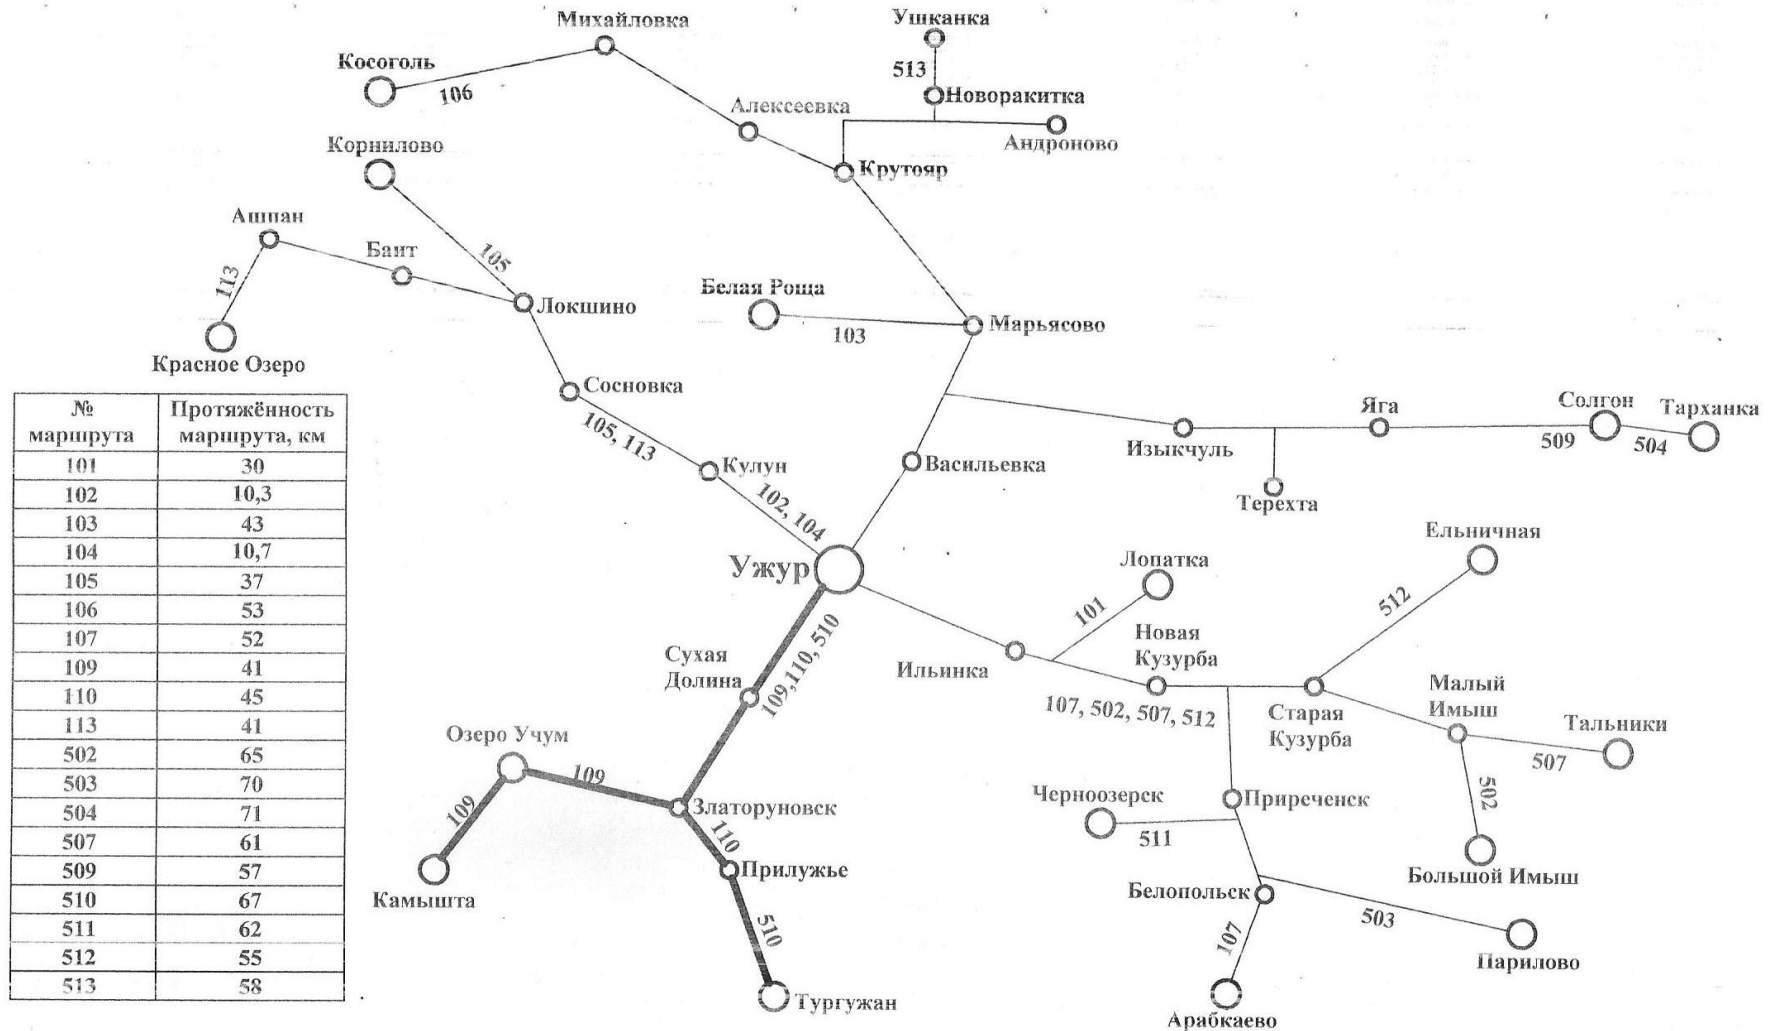 Михайловка
Ушканка
Косоголь
106
513
Новоракитка
Алексеевка
Андроново
Корнилово
Крутояр
Ашпан
Баит
105
113
Локшино
Белая Роща
103
Марьясово
Красное Озеро
Сосновка
105, 113
Кулун
102, 104
Васильевка
Изыкчуль
Яга
Солгон
Тарханка
509
504
Терехта
Ужур
Лопатка
Ельничная
101
512
Новая
Кузурба
Ильинка
107, 502, 507, 512
Старая
Кузурба
Малый
Имыш
Тальники
507
502
Большой Имыш
Сухая
Долина
109,110, 510
Озеро Учум
109
109
Златоруновск
110
Прилужье
Камышта
510
Тургужан
Черноозерск
511
Приреченск
Белопольск
503
107
Парилово
Арабкаево
№ Протяжённость
маршрута маршрута, км
101 30
102 10,3
103 43
104 10,7
105 37
106 53
107 52
109 41
110 45
113 41
502 65
503 70
504 71
507 61
509 57
510 67
511 62
512 55
513 58